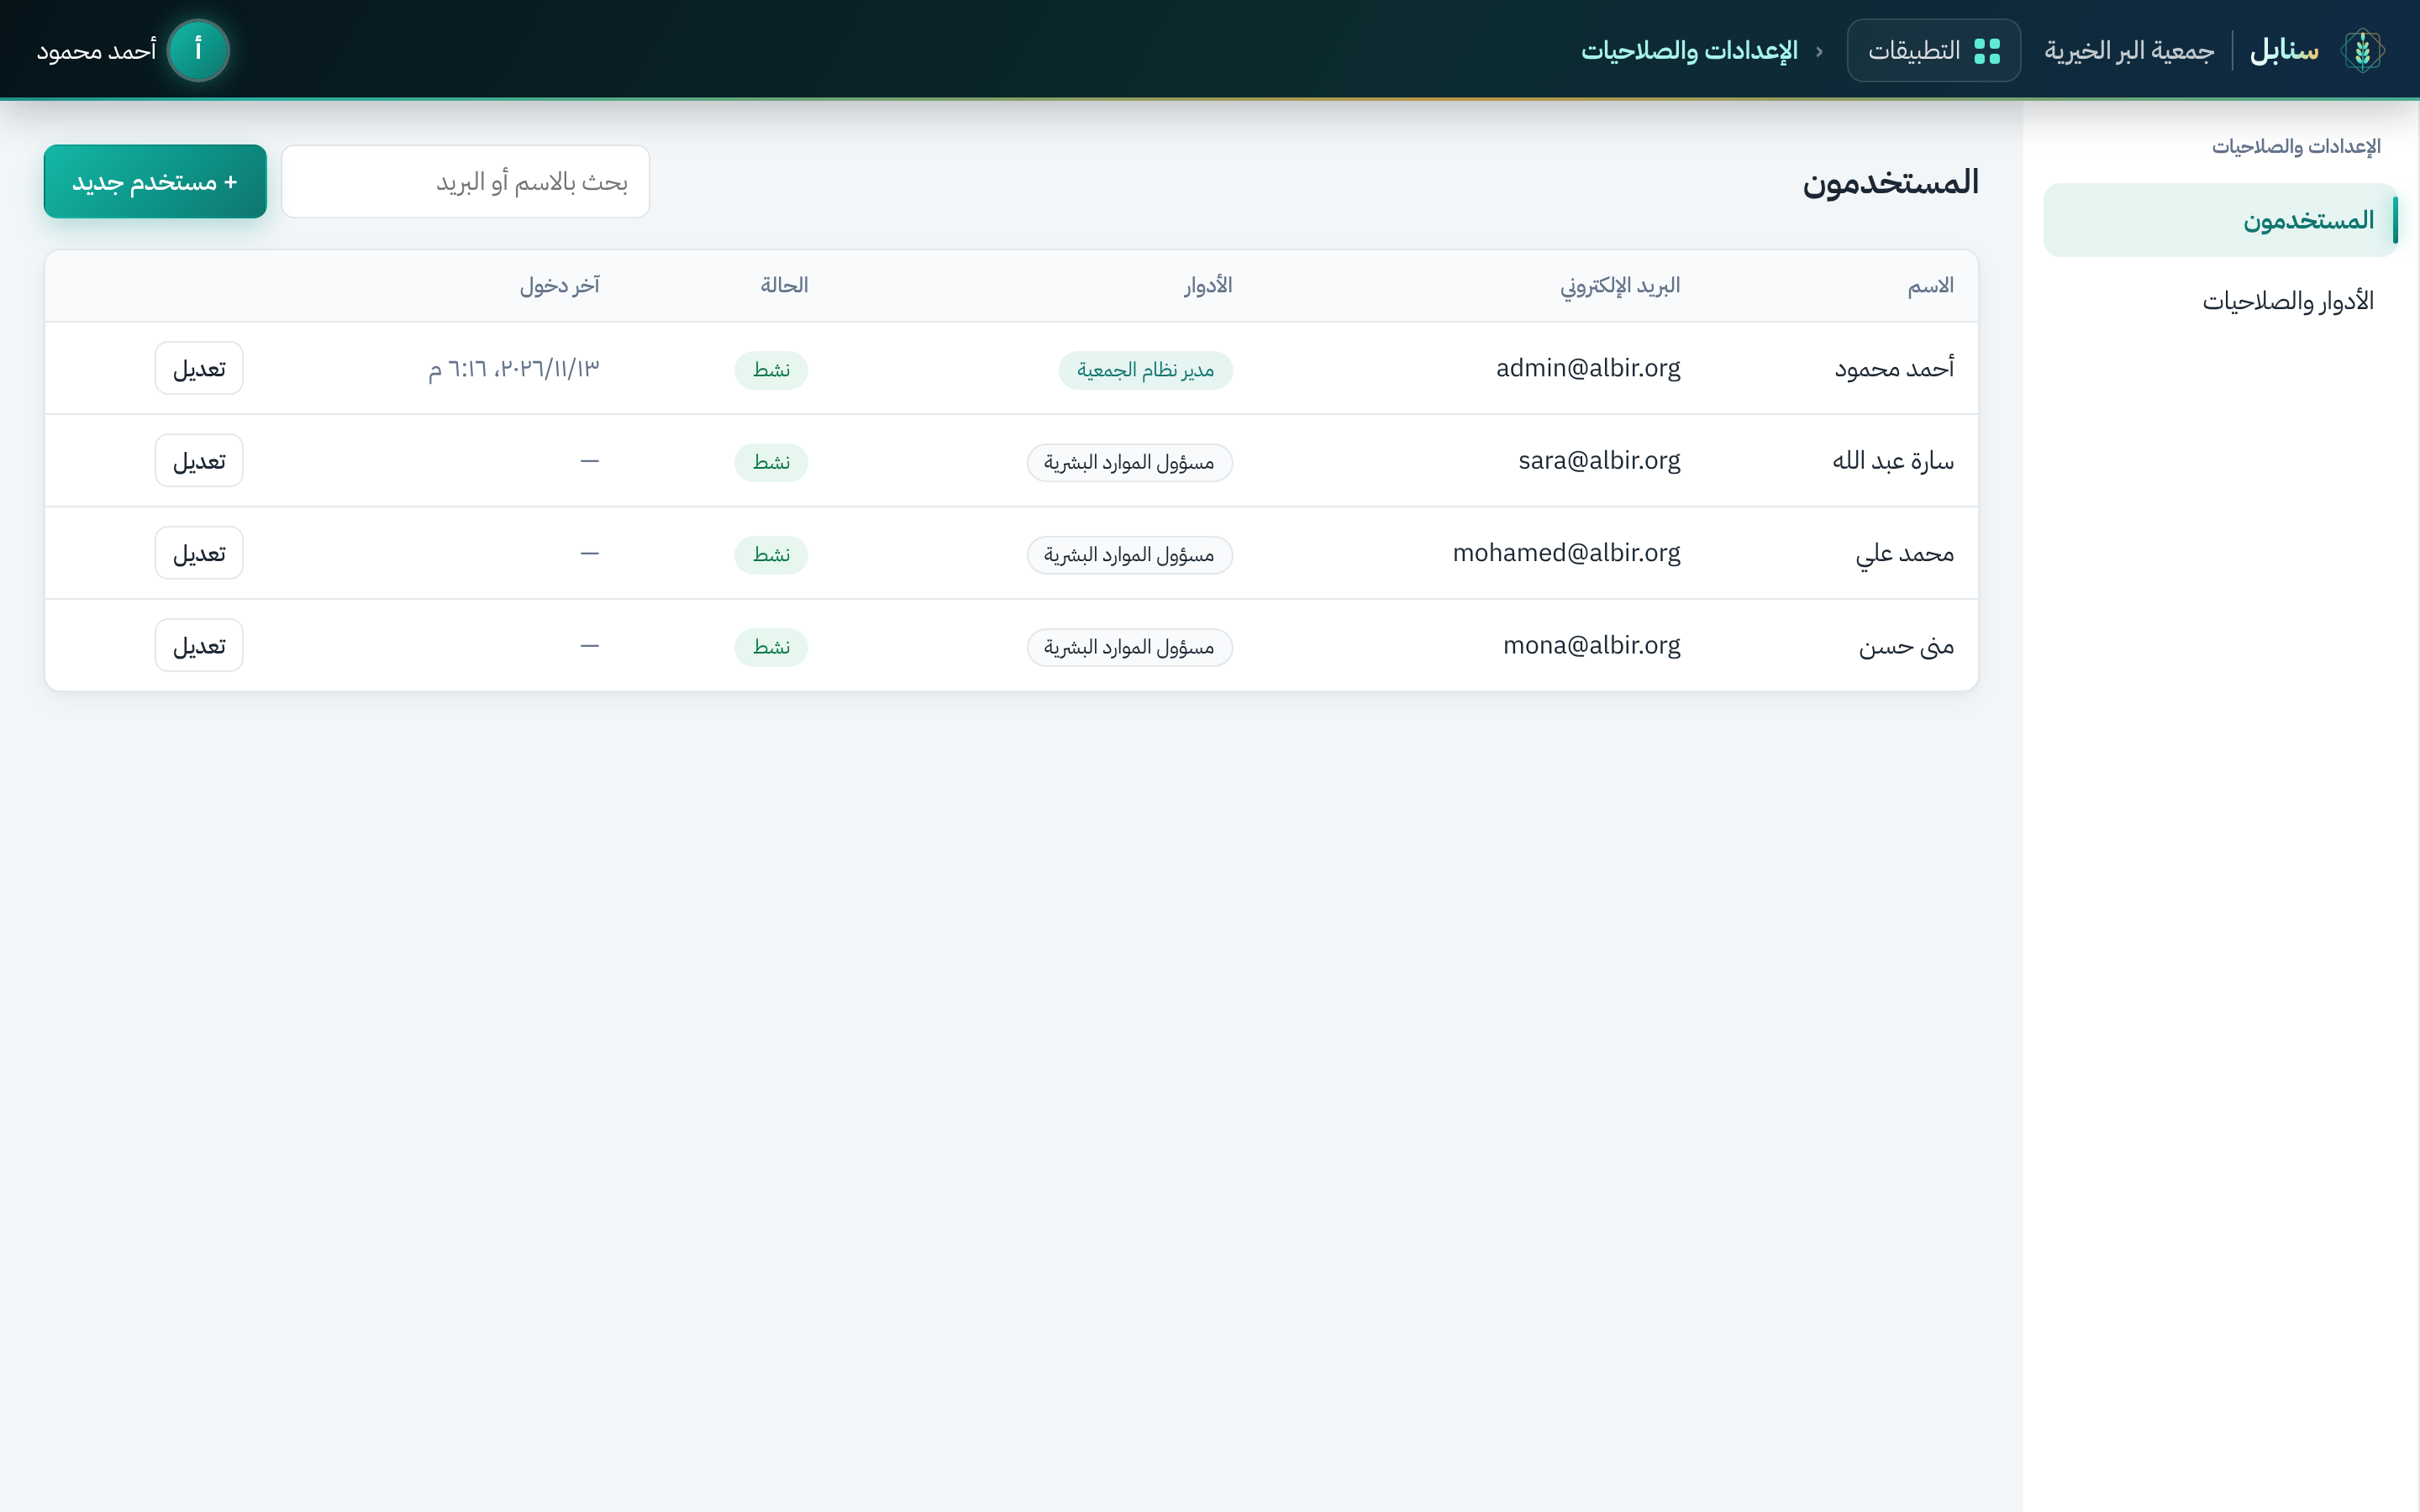 سنابل
جمعية البر الخيرية
التطبيقات
› الإعدادات والصلاحيات
أ
أحمد محمود
الإعدادات والصلاحيات
المستخدمون
الأدوار والصلاحيات
المستخدمون
بحث بالاسم أو البريد
+ مستخدم جديد
الاسم البريد الإلكتروني الأدوار الحالة آخر دخول
أحمد محمود admin@albir.org مدير نظام الجمعية نشط ٢٠٢٦/١١/١٣، ٦:١٦ م تعديل
سارة عبد الله sara@albir.org مسؤول الموارد البشرية نشط — تعديل
محمد علي mohamed@albir.org مسؤول الموارد البشرية نشط — تعديل
منى حسن mona@albir.org مسؤول الموارد البشرية نشط — تعديل